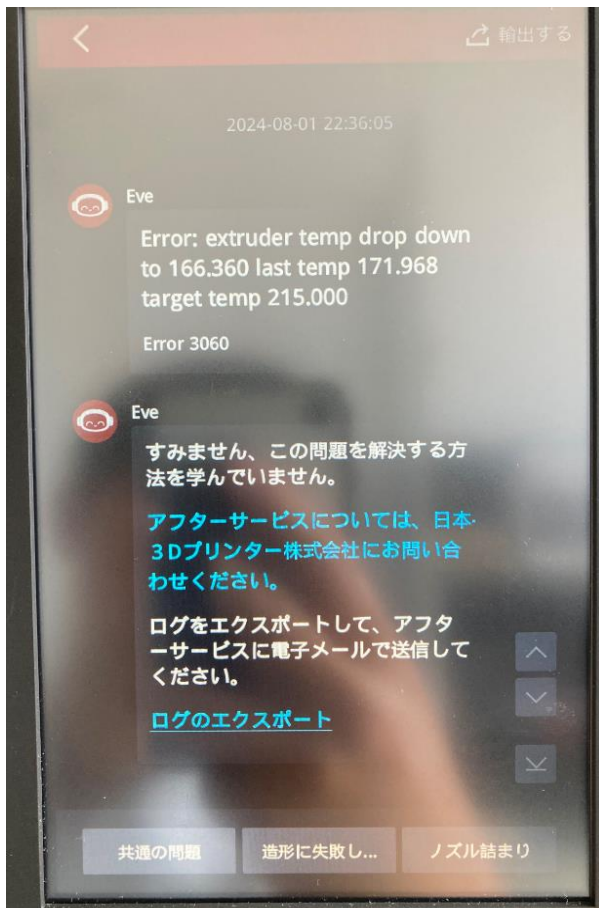 輸出する
2024-08-01 22:36:05
Eve
Error: extruder temp drop down
to 166.360 last temp 171.968
target temp 215.000
Error 3060
Eve
すみません、この問題を解決する方
法を学んでいません。
アフターサービスについては、日本
3Dプリンター株式会社にお問い合
わせください。
ログをエクスポートして、アフタ
ーサービスに電子メールで送信して
ください。
ログのエクスポート
共通の問題
造形に失敗し...
ノズル詰まり